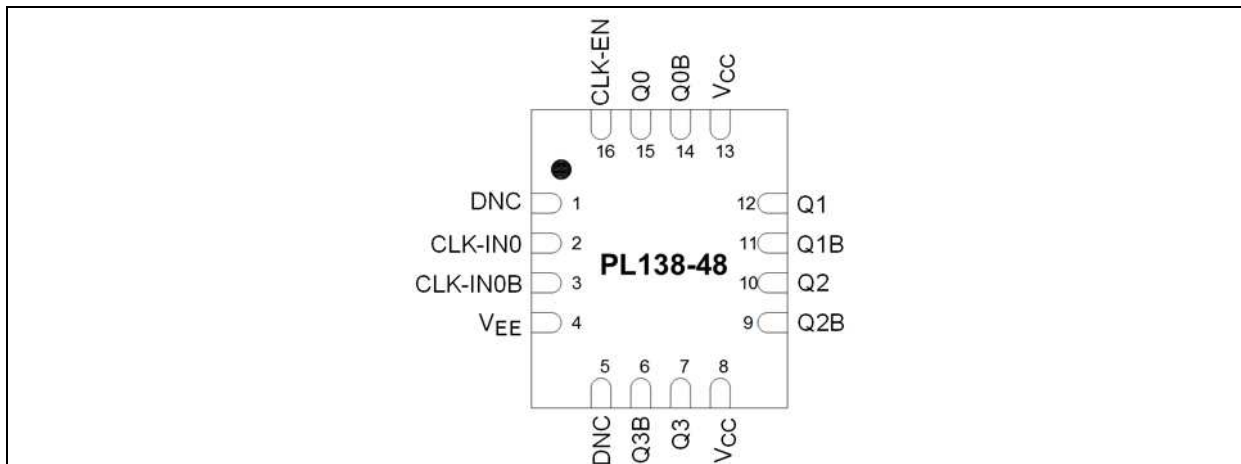 CLK-EN
Q0
Q0B
VCC
16 15 14 13
DNC 1 12 Q1
CLK-IN0 2 11 Q1B
PL138-48
CLK-IN0B 3 10 Q2
VEE 4 9 Q2B
5 6 7 8
DNC
Q3B
Q3
VCC